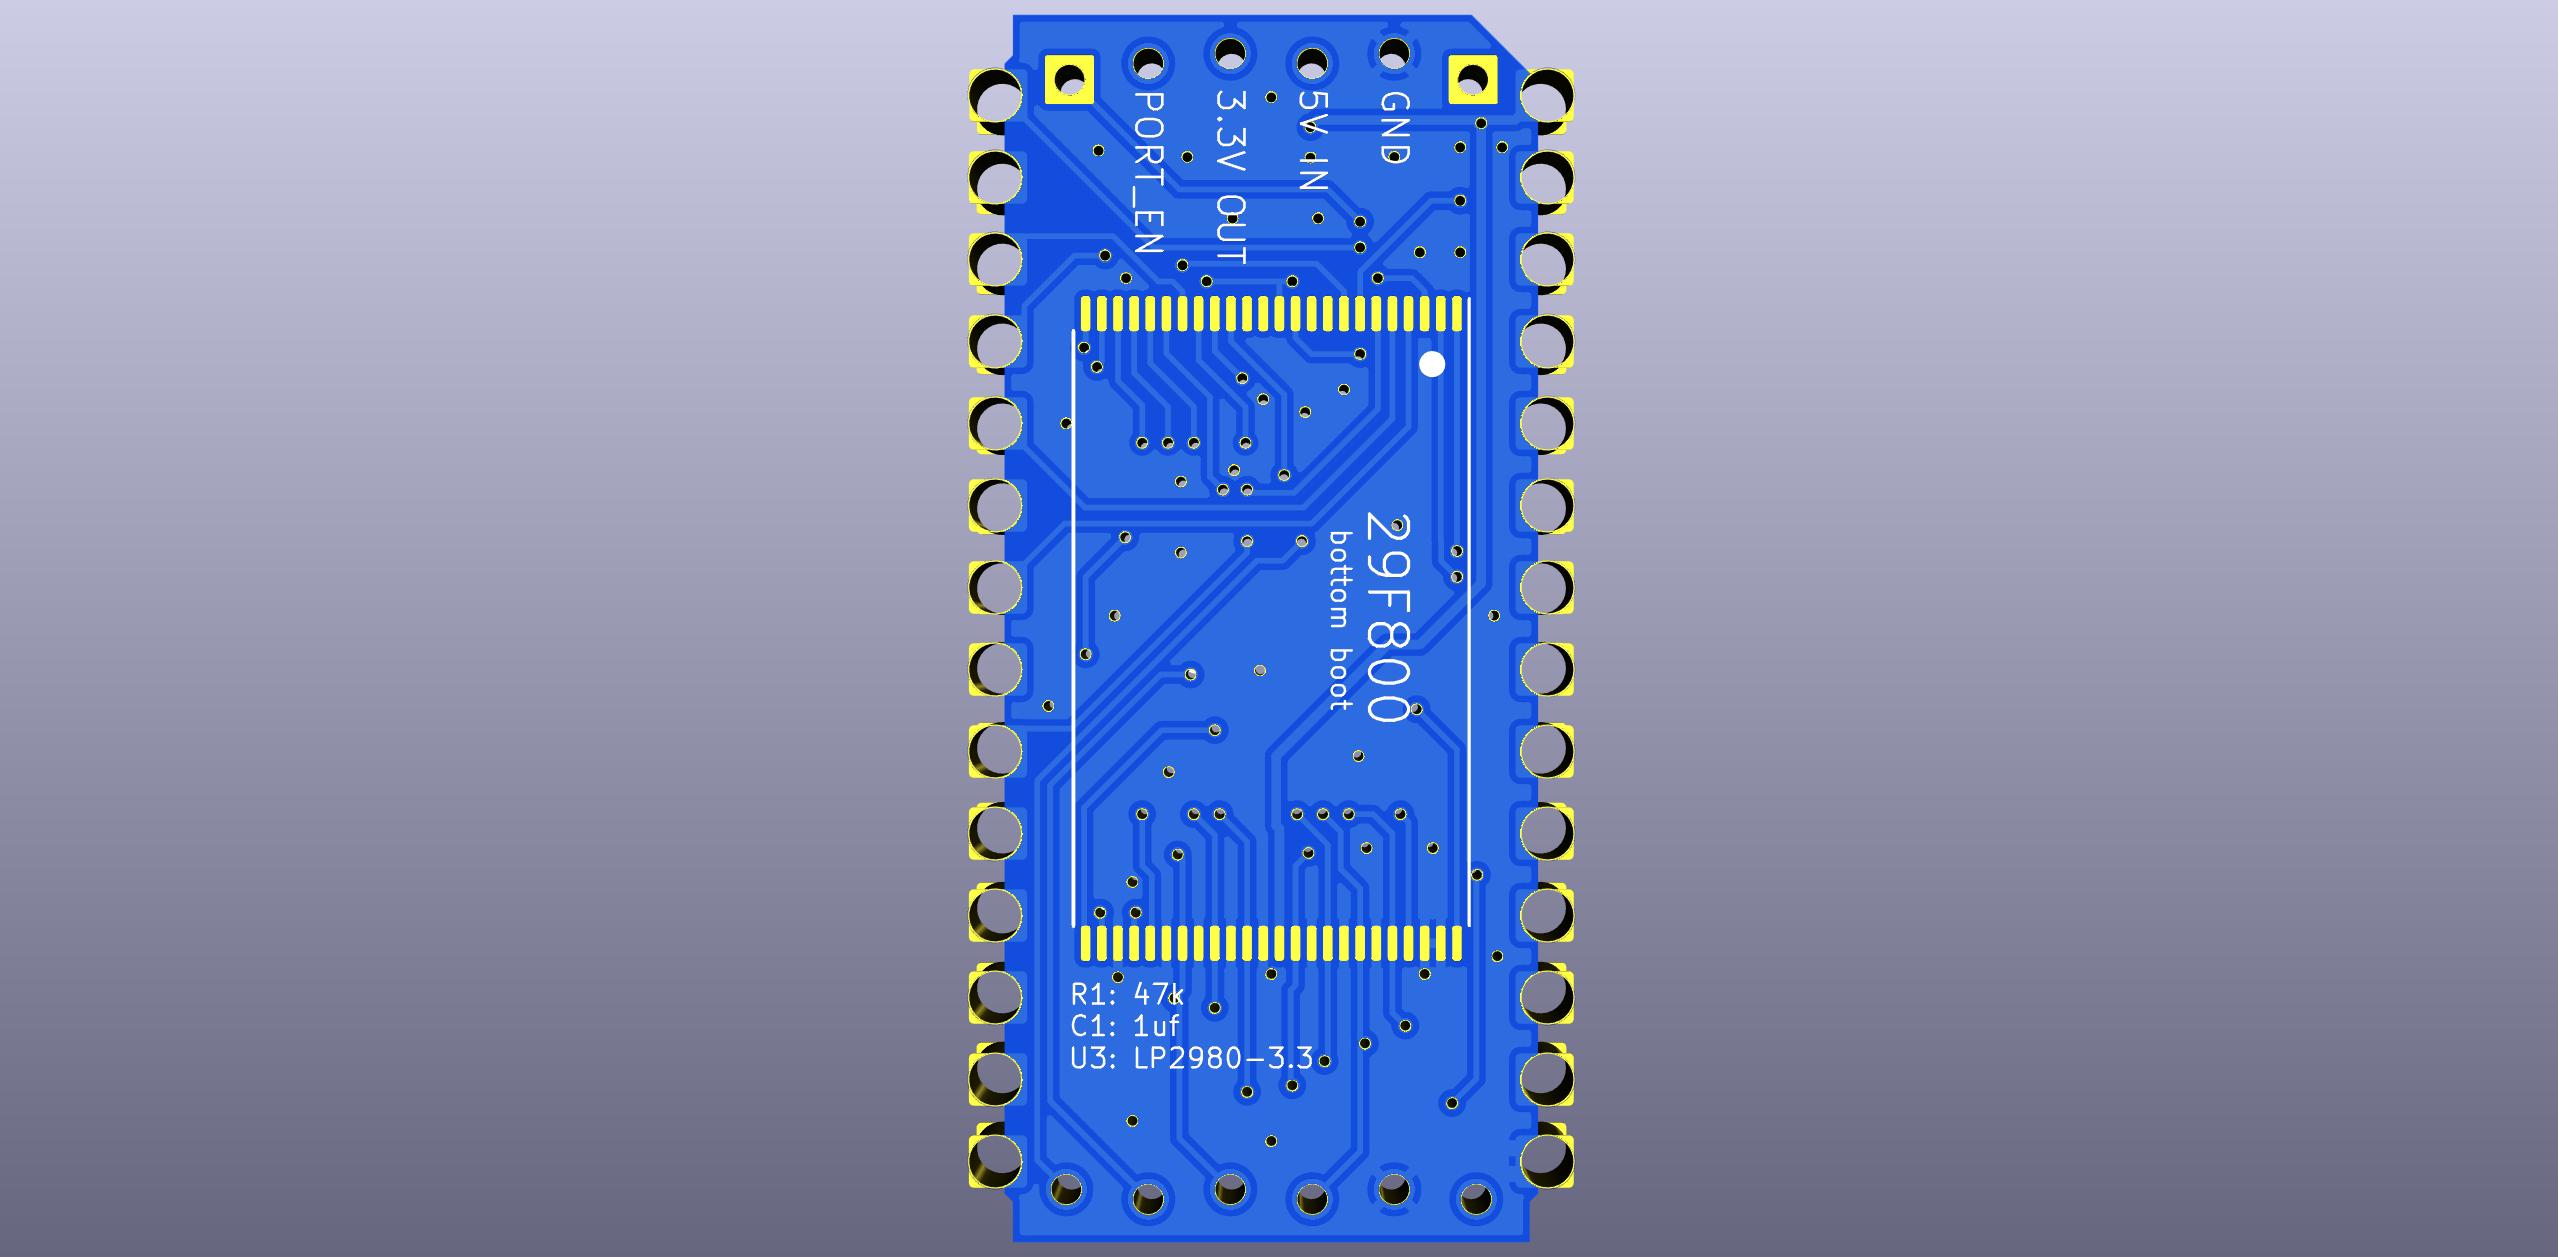 PORT_EN
3.3V OUT
5V IN
GND
29F800
bottom boot
R1: 47k
C1: 1uf
U3: LP2980-3.3